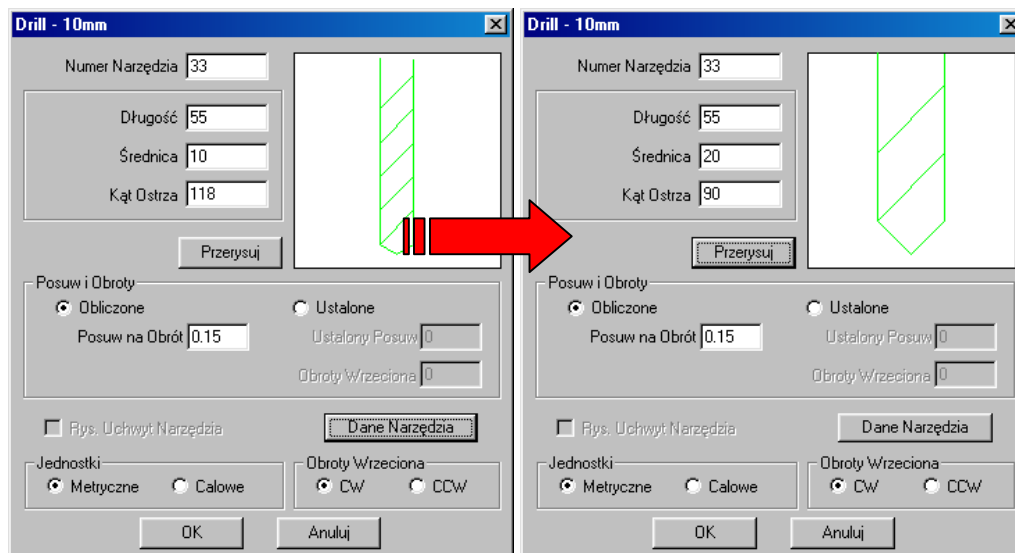 Drill - 10mm
Numer Narzędzia 33
Długość 55
Średnica 10
Kąt Ostrza 118
Przerysuj
Posuw i Obroty
Obliczone
Ustalone
Posuw na Obrót 0.15
Ustalony Posuw 0
Obroty Wrzeciona 0
Rys. Uchwyt Narzędzia
Dane Narzędzia
Jednostki
Obroty Wrzeciona
Metryczne
Calowe
CW
CCW
OK
Anuluj
Drill - 10mm
Numer Narzędzia 33
Długość 55
Średnica 20
Kąt Ostrza 90
Przerysuj
Posuw i Obroty
Obliczone
Ustalone
Posuw na Obrót 0.15
Ustalony Posuw 0
Obroty Wrzeciona 0
Rys. Uchwyt Narzędzia
Dane Narzędzia
Jednostki
Obroty Wrzeciona
Metryczne
Calowe
CW
CCW
OK
Anuluj